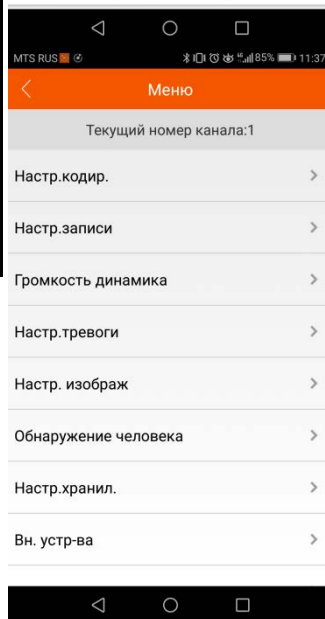 MTS RUS 85% 11:37
Меню
Текущий номер канала:1
Настр.кодир.
Настр.записи
Громкость динамика
Настр.тревоги
Настр. изображ
Обнаружение человека
Настр.хранил.
Вн. устр-ва